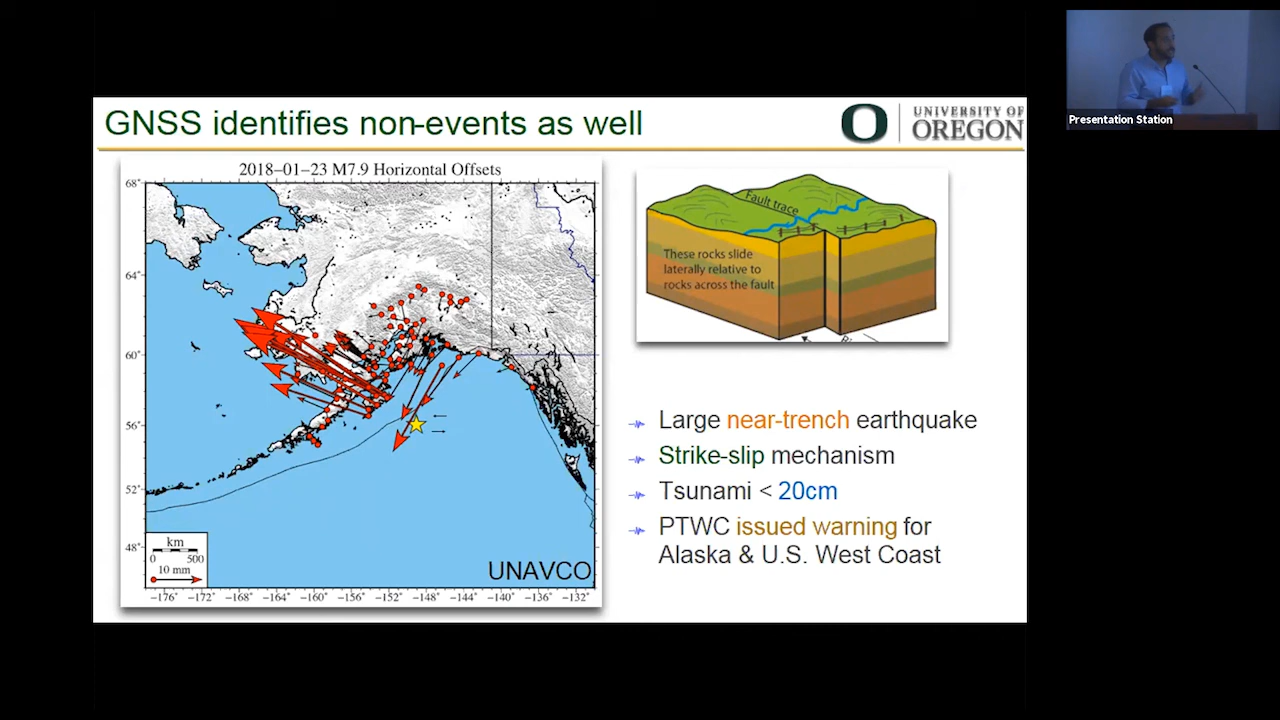 GNSS identifies non-events as well
UNIVERSITY OF
OREGON
Presentation Station
2018-01-23 M7.9 Horizontal Offsets
68°
64°
60°
56°
52°
48°
km
0 500
10 mm
UNAVCO
-176° -172° -168° -164° -160° -156° -152° -148° -144° -140° -136° -132°
Fault trace
These rocks slide
laterally relative to
rocks across the fault
Large near-trench earthquake
Strike-slip mechanism
Tsunami < 20cm
PTWC issued warning for
Alaska & U.S. West Coast